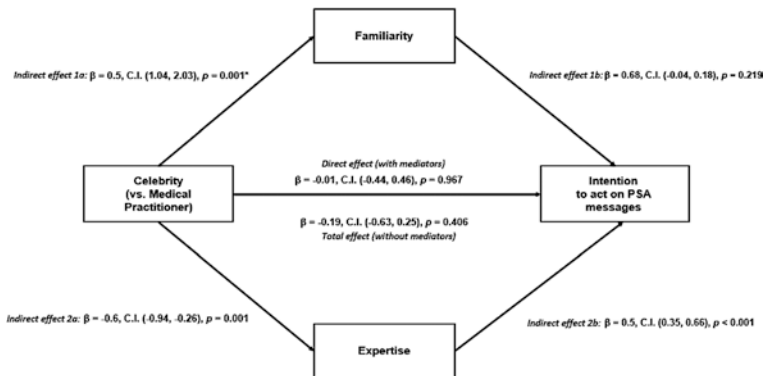 Familiarity
Indirect effect 1a: β = 0.5, C.I. (1.04, 2.03), p = 0.001*
Indirect effect 1b: β = 0.68, C.I. (-0.04, 0.18), p = 0.219
Direct effect (with mediators)
β = -0.01, C.I. (-0.44, 0.46), p = 0.967
Celebrity
(vs. Medical
Practitioner)
Intention
to act on PSA
messages
β = -0.19, C.I. (-0.63, 0.25), p = 0.406
Total effect (without mediators)
Indirect effect 2a: β = -0.6, C.I. (-0.94, -0.26), p = 0.001
Indirect effect 2b: β = 0.5, C.I. (0.35, 0.66), p < 0.001
Expertise